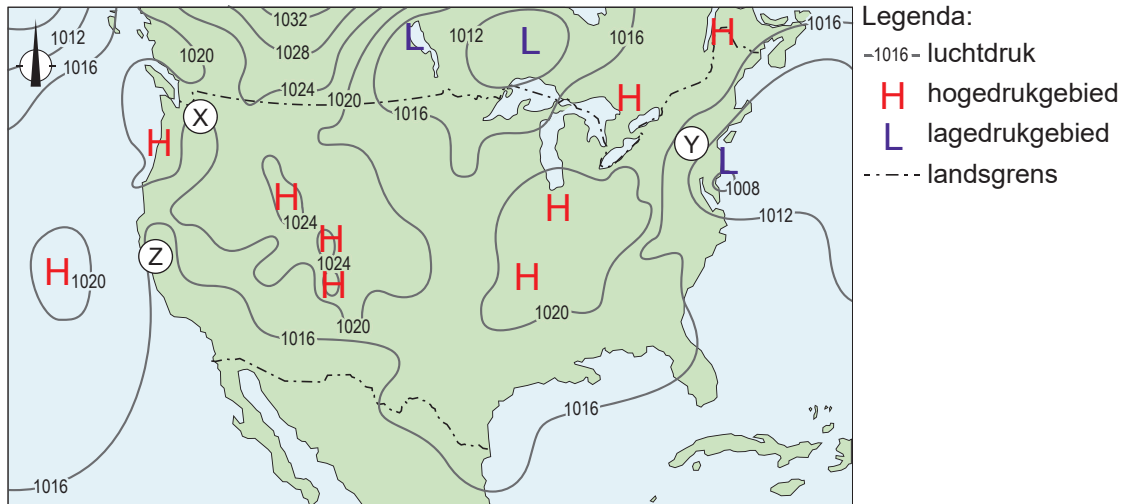 Legenda:
–1016– luchtdruk
H hogedrukgebied
L lagedrukgebied
landsgrens
1032
1016
1012
1020
1028
1012
1016
1016
1024
1020
1016
1024
1024
1008
1012
1020
1020
1020
1016
1016
1016
L
L
H
H
H
X
Y
L
H
H
H
H
Z
H
H
H